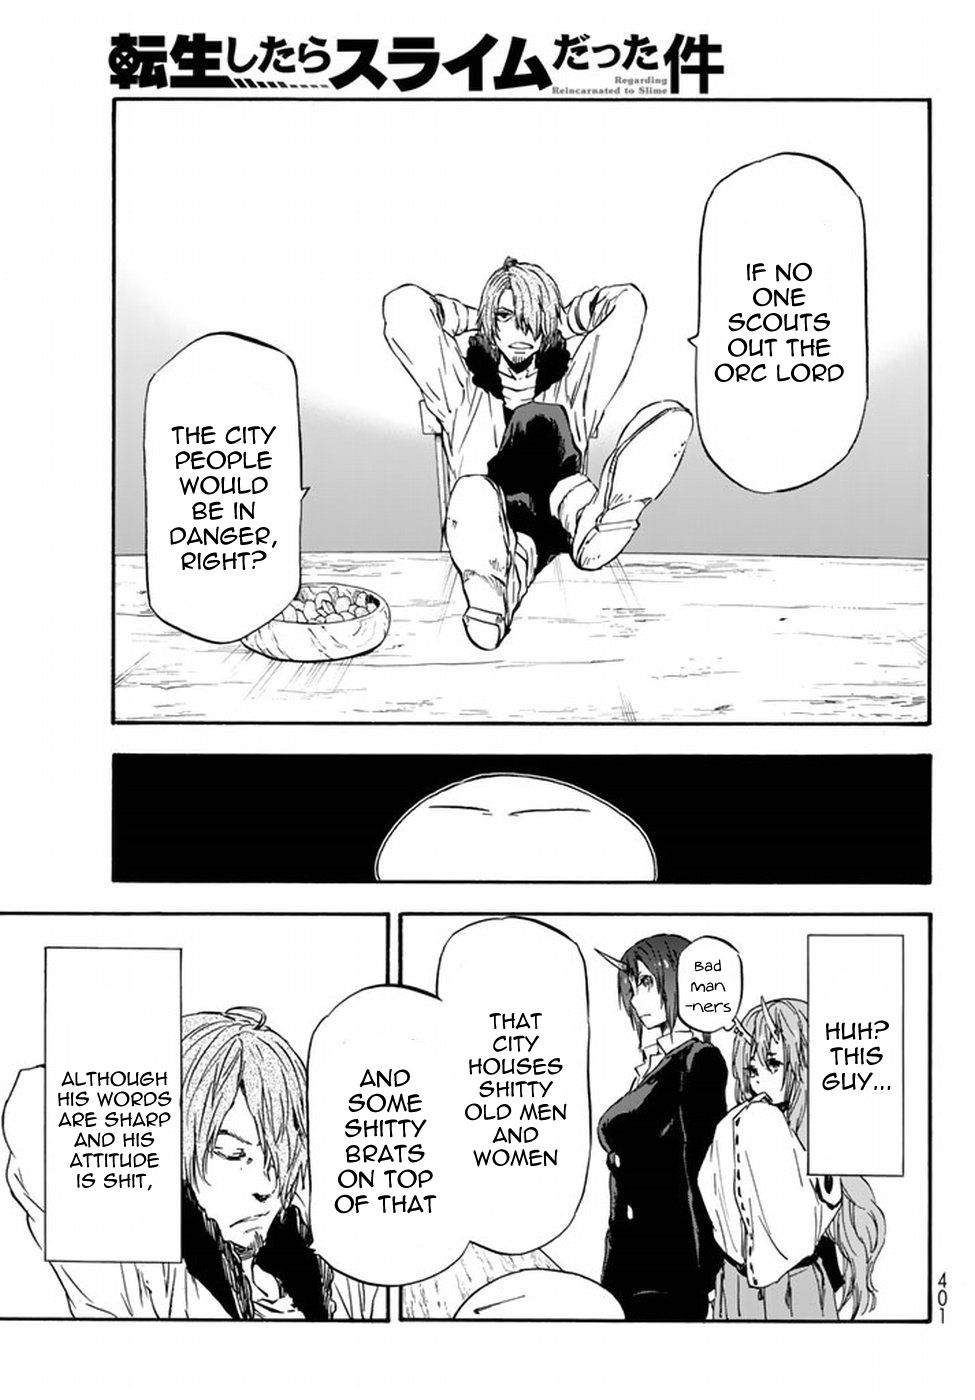 転生したらスライムだった件
Regarding
Reincarnated to Slime
IF NO
ONE
SCOUTS
OUT THE
ORC LORD
THE CITY
PEOPLE
WOULD
BE IN
DANGER,
RIGHT?
HUH?
THIS
GUY...
Bad
man
-ners
THAT
CITY
HOUSES
SHITTY
OLD MEN
AND
WOMEN
AND
SOME
SHITTY
BRATS
ON TOP
OF THAT
ALTHOUGH
HIS WORDS
ARE SHARP
AND HIS
ATTITUDE
IS SHIT,
401